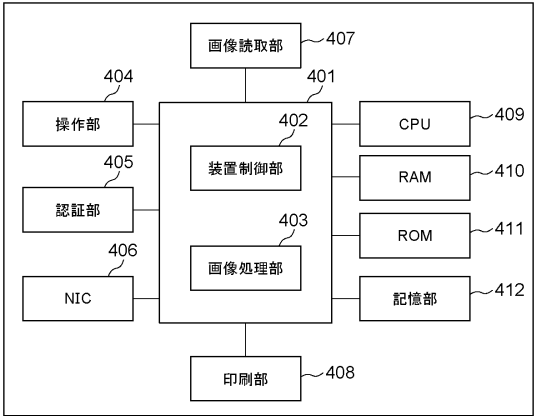 画像読取部
407
401
404
操作部
402
装置制御部
CPU
409
405
認証部
RAM
410
403
画像処理部
ROM
411
406
NIC
記憶部
412
印刷部
408